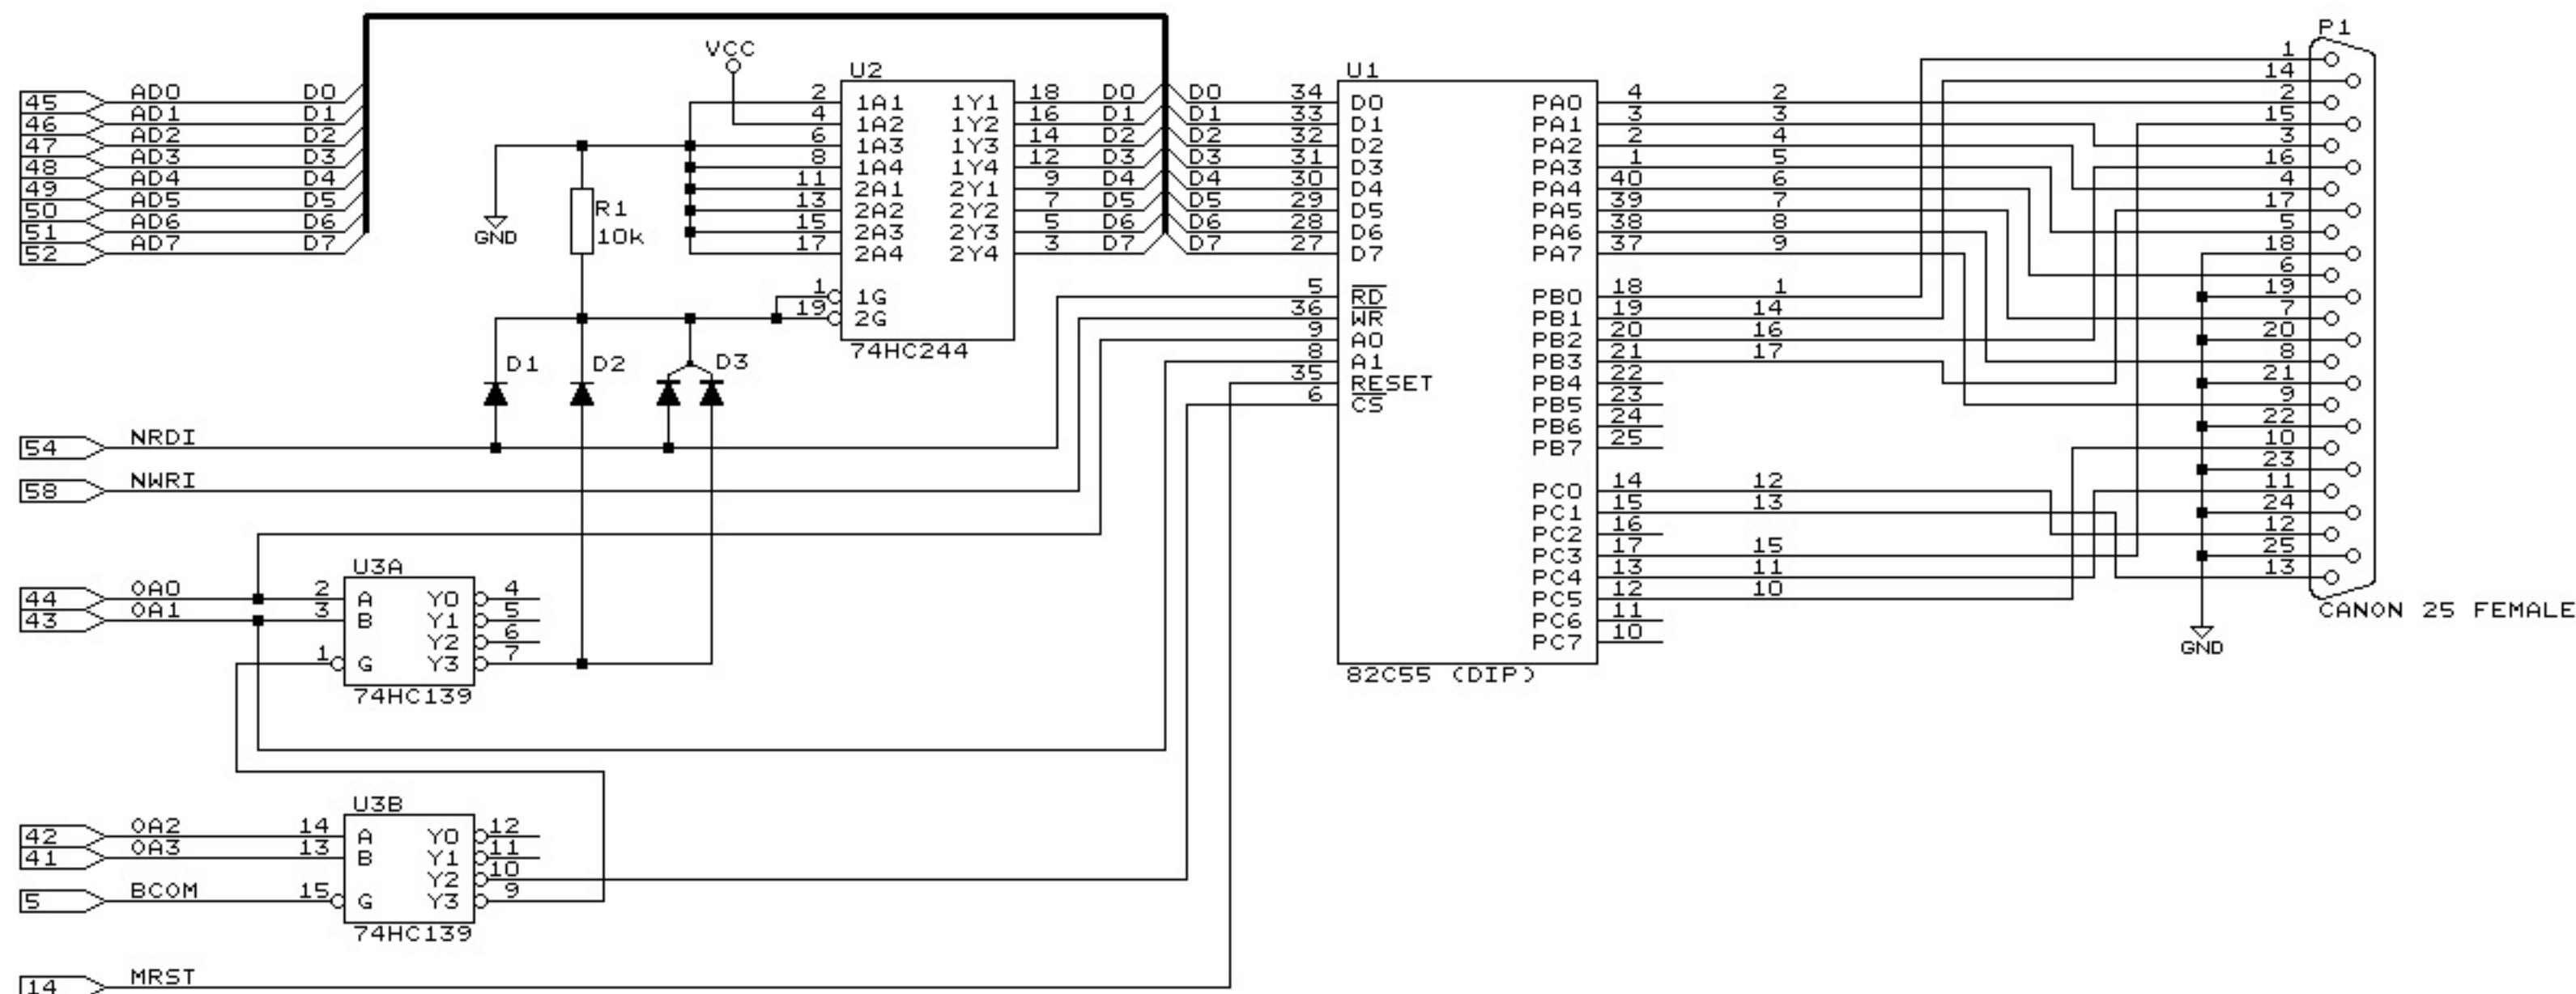 P1
1
VCC
14
U2
U1
45 AD0 D0 2 1A1 1Y1 18 D0 D0 34 D0 PA0 4 2 2
46 AD1 D1 4 1A2 1Y2 16 D1 D1 33 D1 PA1 3 3 15
47 AD2 D2 6 1A3 1Y3 14 D2 D2 32 D2 PA2 2 4 3
48 AD3 D3 8 1A4 1Y4 12 D3 D3 31 D3 PA3 1 5 16
49 AD4 D4 11 2A1 2Y1 9 D4 D4 30 D4 PA4 40 6 4
50 AD5 D5 R1 13 2A2 2Y2 7 D5 D5 29 D5 PA5 39 7 17
51 AD6 D6 GND 10k 15 2A3 2Y3 5 D6 D6 28 D6 PA6 38 8 5
52 AD7 D7 17 2A4 2Y4 3 D7 D7 27 D7 PA7 37 9 18
6
1 1G 5 RD PB0 18 1 19
19 2G 36 WR PB1 19 14 7
74HC244 9 A0 PB2 20 16 20
D1 D2 D3 8 A1 PB3 21 17 8
35 RESET PB4 22 21
6 CS PB5 23 9
PB6 24 22
54 NRDI PB7 25 10
23
58 NWRI PC0 14 12 11
PC1 15 13 24
PC2 16 12
U3A PC3 17 15 25
PC4 13 11 13
44 OA0 2 A Y0 4 PC5 12 10
43 OA1 3 B Y1 5 PC6 11 CANON 25 FEMALE
Y2 6 PC7 10 GND
1 G Y3 7
74HC139 82C55 (DIP)
U3B
42 OA2 14 A Y0 12
41 OA3 13 B Y1 11
Y2 10
5 BCOM 15 G Y3 9
74HC139
14 MRST